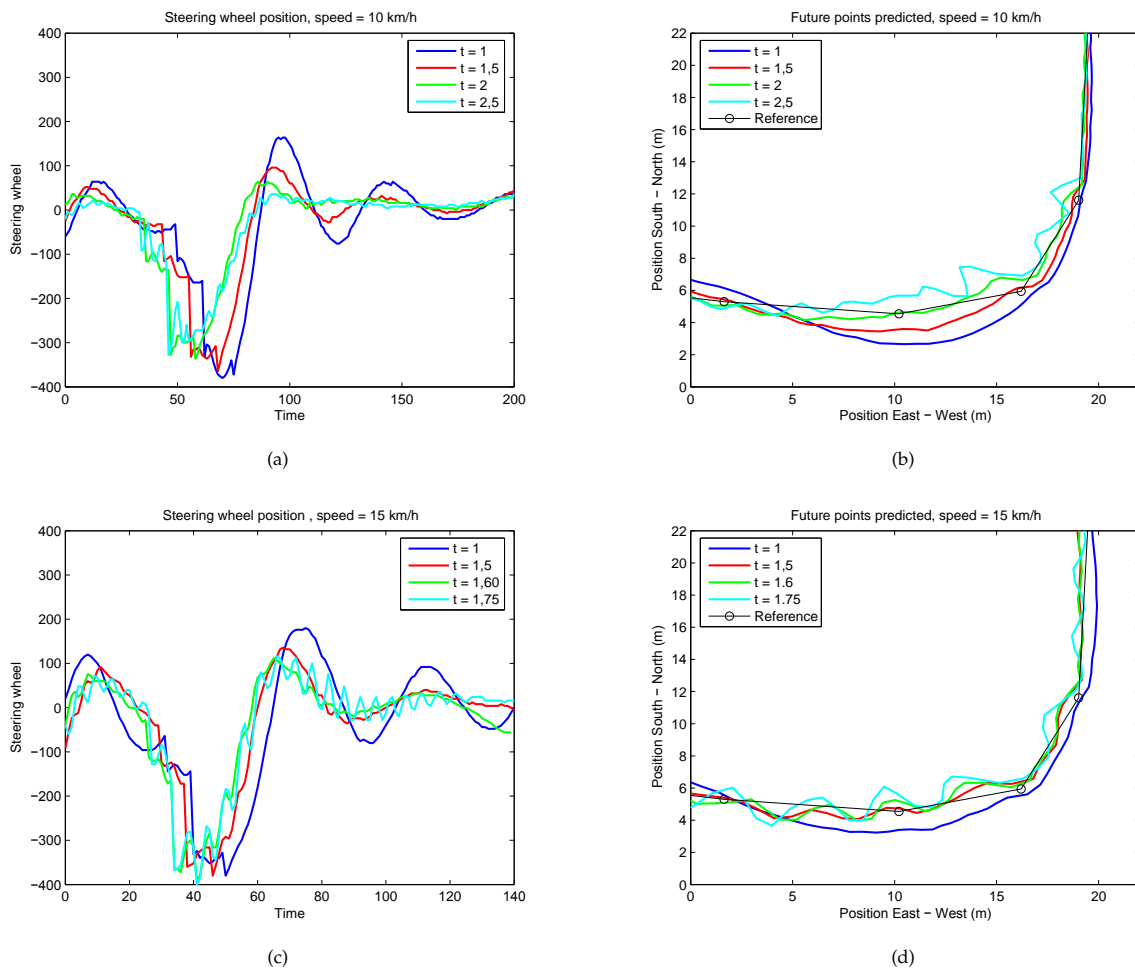 Steering wheel position, speed = 10 km/h
400
300
200
100
0
−100
−200
−300
−400
Steering wheel
0
50
100
150
200
Time
t = 1
t = 1,5
t = 2
t = 2,5
(a)
Future points predicted, speed = 10 km/h
22
20
18
16
14
12
10
8
6
4
2
0
Position South − North (m)
0
5
10
15
20
Position East − West (m)
t = 1
t = 1,5
t = 2
t = 2,5
Reference
(b)
Steering wheel position , speed = 15 km/h
400
300
200
100
0
−100
−200
−300
−400
Steering wheel
0
20
40
60
80
100
120
140
Time
t = 1
t = 1,5
t = 1,60
t = 1,75
(c)
Future points predicted, speed = 15 km/h
22
20
18
16
14
12
10
8
6
4
2
0
Position South − North (m)
0
5
10
15
20
Position East − West (m)
t = 1
t = 1,5
t = 1.6
t = 1.75
Reference
(d)